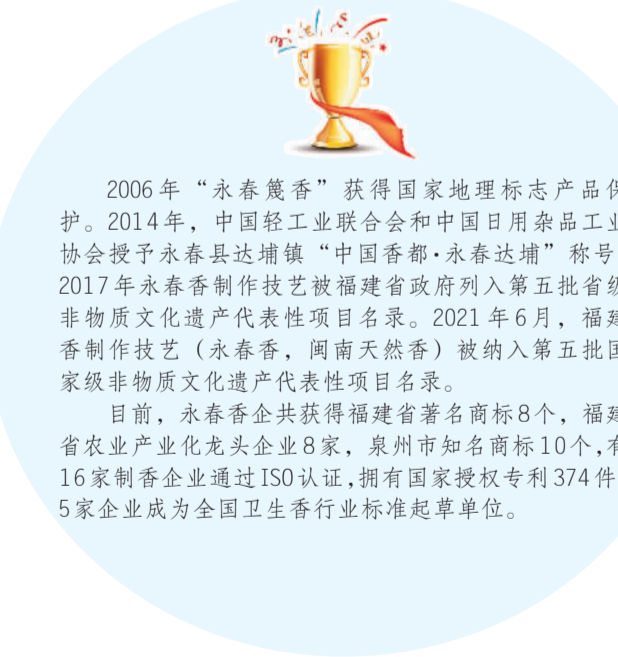 2006年“永春篾香”获得国家地理标志产品保
护。2014年，中国轻工业联合会和中国日用杂品工业
协会授予永春县达埔镇“中国香都·永春达埔”称号
2017年永春香制作技艺被福建省政府列入第五批省级
非物质文化遗产代表性项目名录。2021年6月，福建
香制作技艺（永春香，闽南天然香）被纳入第五批国
家级非物质文化遗产代表性项目名录。
目前，永春香企共获得福建省著名商标8个，福建
省农业产业化龙头企业8家，泉州市知名商标10个,有
16家制香企业通过ISO认证,拥有国家授权专利374件
5家企业成为全国卫生香行业标准起草单位。